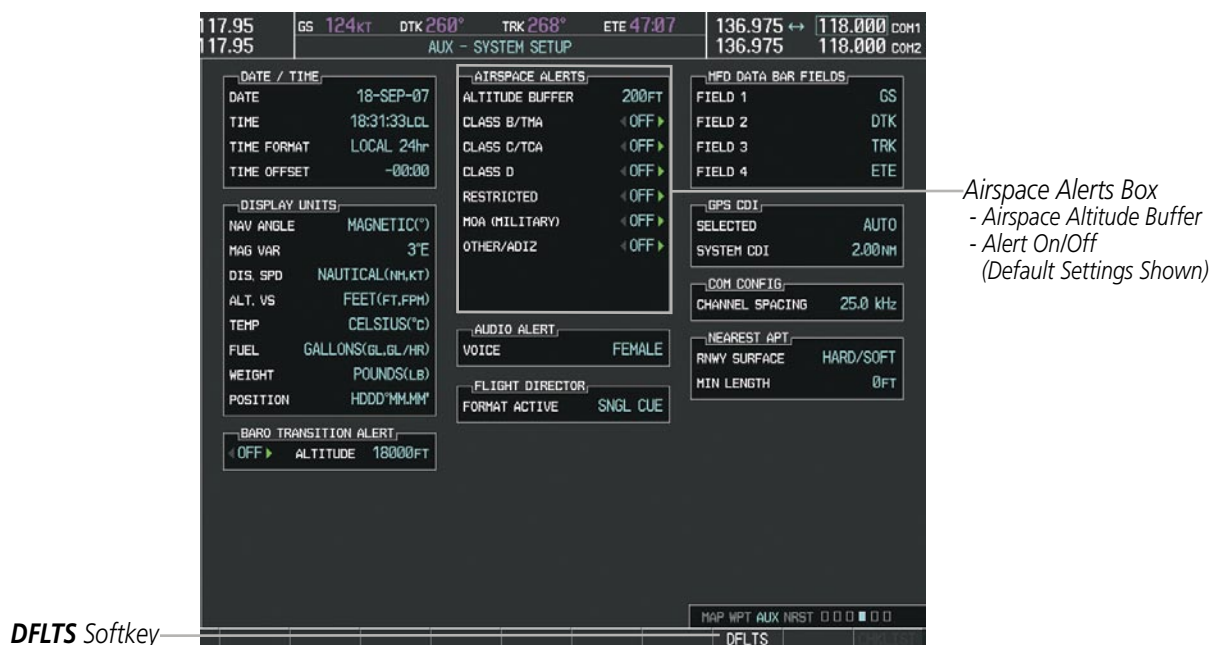 117.95 GS 124KT DTK 260° TRK 268° ETE 47:07 136.975 ↔ 118.000 COM1
117.95 AUX - SYSTEM SETUP 136.975 118.000 COM2
DATE / TIME
DATE 18-SEP-07
TIME 18:31:33LCL
TIME FORMAT LOCAL 24hr
TIME OFFSET -00:00
DISPLAY UNITS
NAV ANGLE MAGNETIC(°)
MAG VAR 3°E
DIS, SPD NAUTICAL(NM,KT)
ALT, VS FEET(FT,FPM)
TEMP CELSIUS(°C)
FUEL GALLONS(GL,GL/HR)
WEIGHT POUNDS(LB)
POSITION HDDD°MM.MM'
BARO TRANSITION ALERT
OFF ALTITUDE 18000FT
AIRSPACE ALERTS
ALTITUDE BUFFER 200FT
CLASS B/TMA OFF
CLASS C/TCA OFF
CLASS D OFF
RESTRICTED OFF
MOA (MILITARY) OFF
OTHER/ADIZ OFF
AUDIO ALERT
VOICE FEMALE
FLIGHT DIRECTOR
FORMAT ACTIVE SNGL CUE
MFD DATA BAR FIELDS
FIELD 1 GS
FIELD 2 DTK
FIELD 3 TRK
FIELD 4 ETE
GPS CDI
SELECTED AUTO
SYSTEM CDI 2.00NM
COM CONFIG
CHANNEL SPACING 25.0 kHz
NEAREST APT
RNWY SURFACE HARD/SOFT
MIN LENGTH 0FT
Airspace Alerts Box
- Airspace Altitude Buffer
- Alert On/Off
(Default Settings Shown)
MAP WPT AUX NRST
DFLTS Softkey
DFLTS CHKLIST